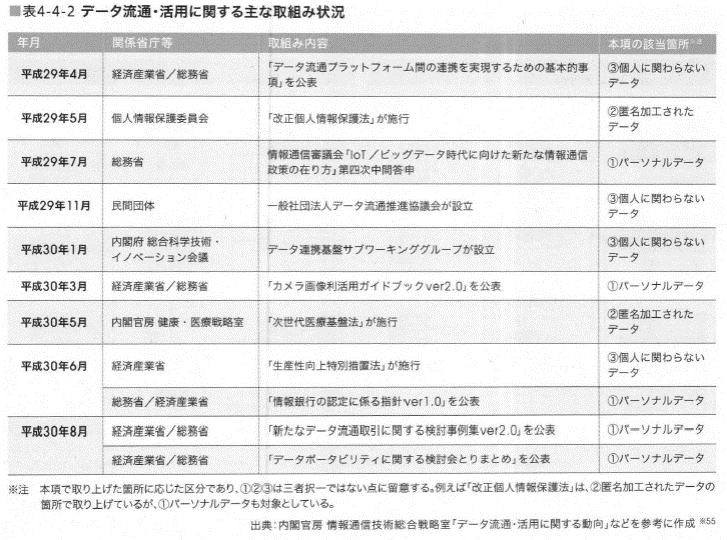 ■表4-4-2 データ流通・活用に関する主な取組み状況
年月 関係省庁等 取組み内容 本項の該当箇所※注
平成29年4月 経済産業省／総務省 「データ流通プラットフォーム間の連携を実現するための基本的事項」を公表 ③個人に関わらないデータ
平成29年5月 個人情報保護委員会 「改正個人情報保護法」が施行 ②匿名加工されたデータ
平成29年7月 総務省 情報通信審議会「IoT／ビッグデータ時代に向けた新たな情報通信政策の在り方」第四次中間答申 ①パーソナルデータ
平成29年11月 民間団体 一般社団法人データ流通推進協議会が設立 ③個人に関わらないデータ
平成30年1月 内閣府 総合科学技術・イノベーション会議 データ連携基盤サブワーキンググループが設立 ③個人に関わらないデータ
平成30年3月 経済産業省／総務省 「カメラ画像利活用ガイドブックver2.0」を公表 ①パーソナルデータ
平成30年5月 内閣官房 健康・医療戦略室 「次世代医療基盤法」が施行 ②匿名加工されたデータ
平成30年6月 経済産業省 「生産性向上特別措置法」が施行 ③個人に関わらないデータ
総務省／経済産業省 「情報銀行の認定に係る指針ver1.0」を公表 ①パーソナルデータ
平成30年8月 経済産業省／総務省 「新たなデータ流通取引に関する検討事例集ver2.0」を公表 ①パーソナルデータ
経済産業省／総務省 「データポータビリティに関する検討会とりまとめ」を公表 ①パーソナルデータ
※注 本項で取り上げた箇所に応じた区分であり、①②③は三者択一ではない点に留意する。例えば「改正個人情報保護法」は、②匿名加工されたデータの
箇所で取り上げているが、①パーソナルデータも対象としている。
出典：内閣官房 情報通信技術総合戦略室「データ流通・活用に関する動向」などを参考に作成 ※55